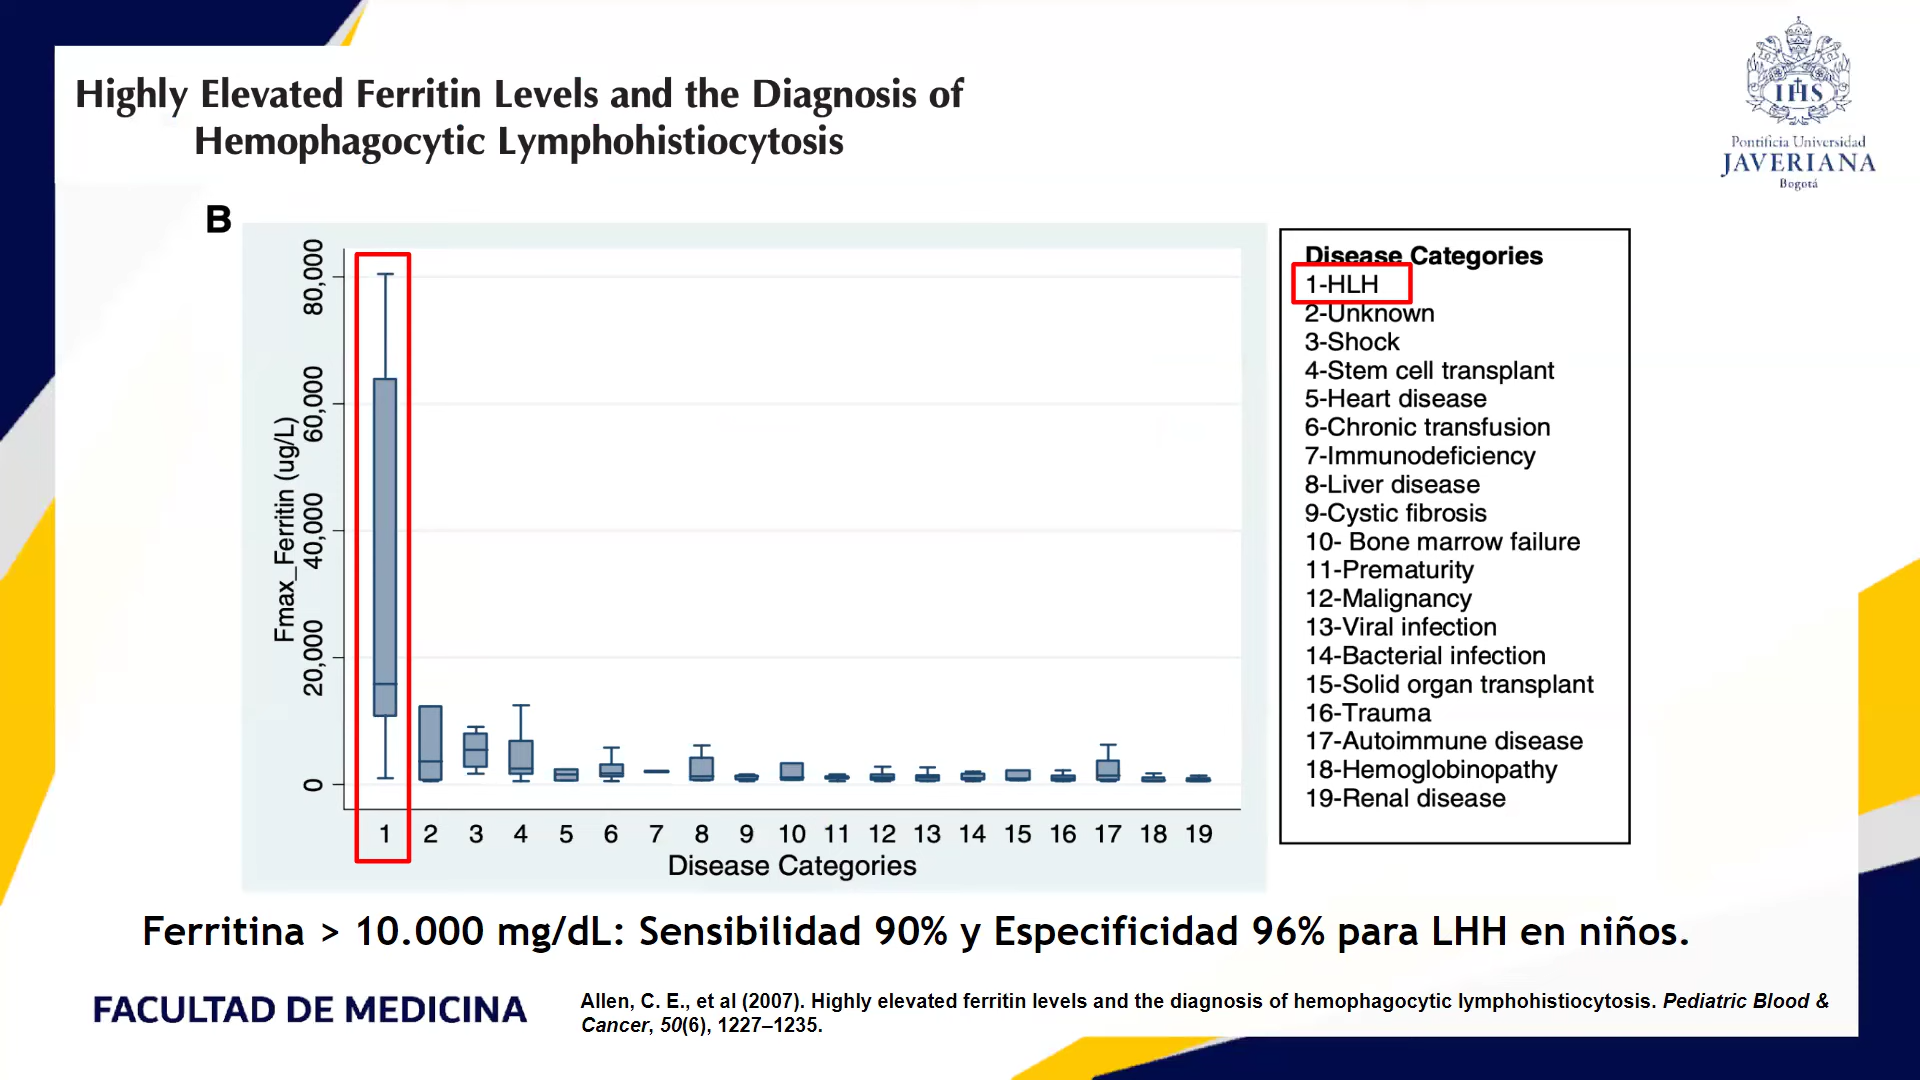 Highly Elevated Ferritin Levels and the Diagnosis of
Hemophagocytic Lymphohistiocytosis
IHS
Pontificia Universidad
JAVERIANA
Bogotá
B
Fmax_Ferritin (ug/L)
80,000
60,000
40,000
20,000
0
1 2 3 4 5 6 7 8 9 10 11 12 13 14 15 16 17 18 19
Disease Categories
Disease Categories
1-HLH
2-Unknown
3-Shock
4-Stem cell transplant
5-Heart disease
6-Chronic transfusion
7-Immunodeficiency
8-Liver disease
9-Cystic fibrosis
10- Bone marrow failure
11-Prematurity
12-Malignancy
13-Viral infection
14-Bacterial infection
15-Solid organ transplant
16-Trauma
17-Autoimmune disease
18-Hemoglobinopathy
19-Renal disease
Ferritina > 10.000 mg/dL: Sensibilidad 90% y Especificidad 96% para LHH en niños.
FACULTAD DE MEDICINA
Allen, C. E., et al (2007). Highly elevated ferritin levels and the diagnosis of hemophagocytic lymphohistiocytosis. Pediatric Blood &
Cancer, 50(6), 1227–1235.